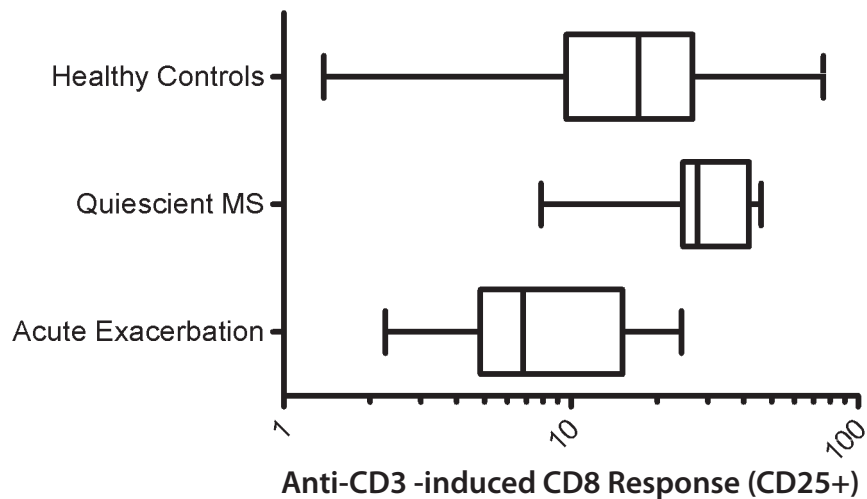 Healthy Controls
Quiescient MS
Acute Exacerbation
1
10
100
Anti-CD3 -induced CD8 Response (CD25+)